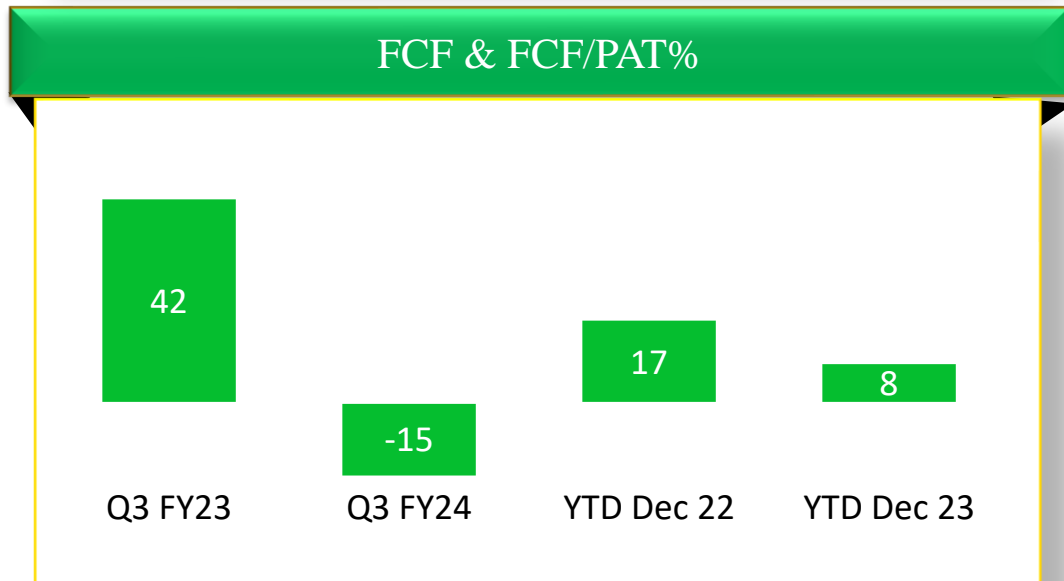 FCF & FCF/PAT%
42
-15
17
8
Q3 FY23
Q3 FY24
YTD Dec 22
YTD Dec 23